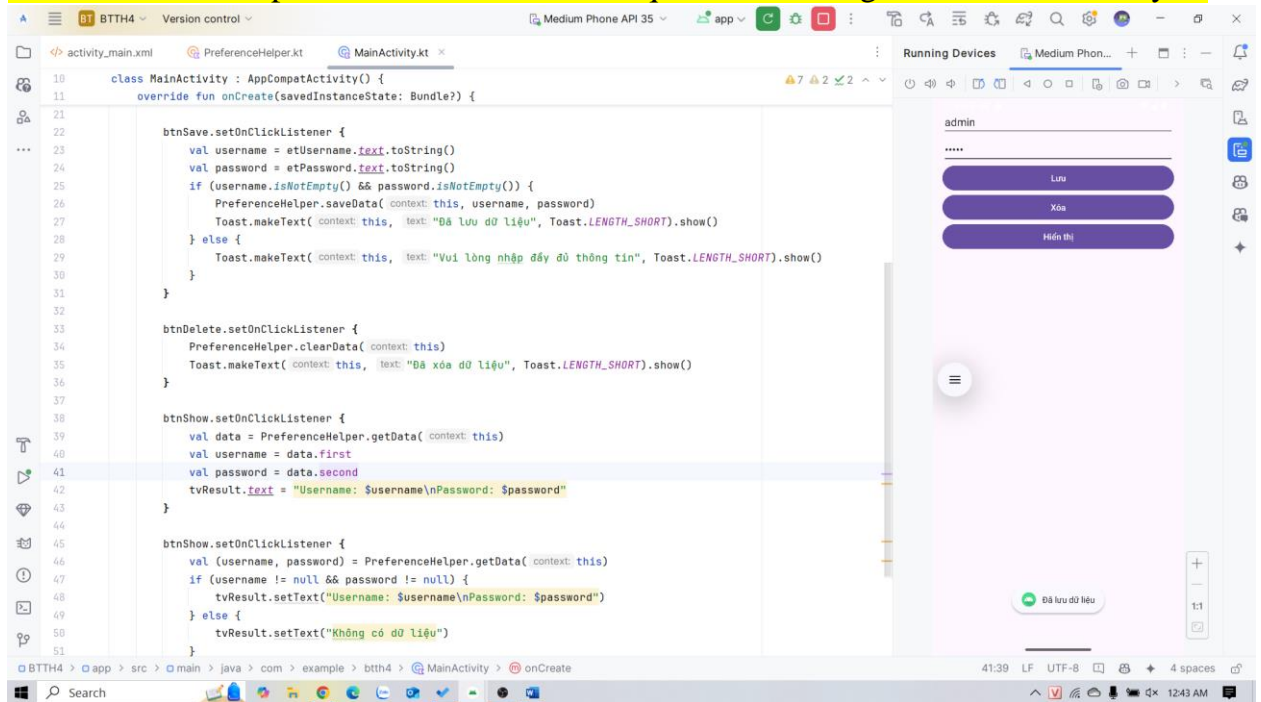 BTTH4
Version control
Medium Phone API 35
app
activity_main.xml
PreferenceHelper.kt
MainActivity.kt
Running Devices
Medium Phon...
10 class MainActivity : AppCompatActivity() {
7 2 2
11 override fun onCreate(savedInstanceState: Bundle?) {
21
22 btnSave.setOnClickListener {
23 val username = etUsername.text.toString()
24 val password = etPassword.text.toString()
25 if (username.isNotEmpty() && password.isNotEmpty()) {
26 PreferenceHelper.saveData( context: this, username, password)
27 Toast.makeText( context: this, text: "Đã lưu dữ liệu", Toast.LENGTH_SHORT).show()
28 } else {
29 Toast.makeText( context: this, text: "Vui lòng nhập đầy đủ thông tin", Toast.LENGTH_SHORT).show()
30 }
31 }
32
33 btnDelete.setOnClickListener {
34 PreferenceHelper.clearData( context: this)
35 Toast.makeText( context: this, text: "Đã xóa dữ liệu", Toast.LENGTH_SHORT).show()
36 }
37
38 btnShow.setOnClickListener {
39 val data = PreferenceHelper.getData( context: this)
40 val username = data.first
41 val password = data.second
42 tvResult.text = "Username: $username\nPassword: $password"
43 }
44
45 btnShow.setOnClickListener {
46 val (username, password) = PreferenceHelper.getData( context: this)
47 if (username != null && password != null) {
48 tvResult.setText("Username: $username\nPassword: $password")
49 } else {
50 tvResult.setText("Không có dữ liệu")
51 }
admin
•••••
Lưu
Xóa
Hiển thị
Đã lưu dữ liệu
1:1
BTTH4 > app > src > main > java > com > example > btth4 > MainActivity > onCreate
41:39 LF UTF-8 4 spaces
Search
12:43 AM